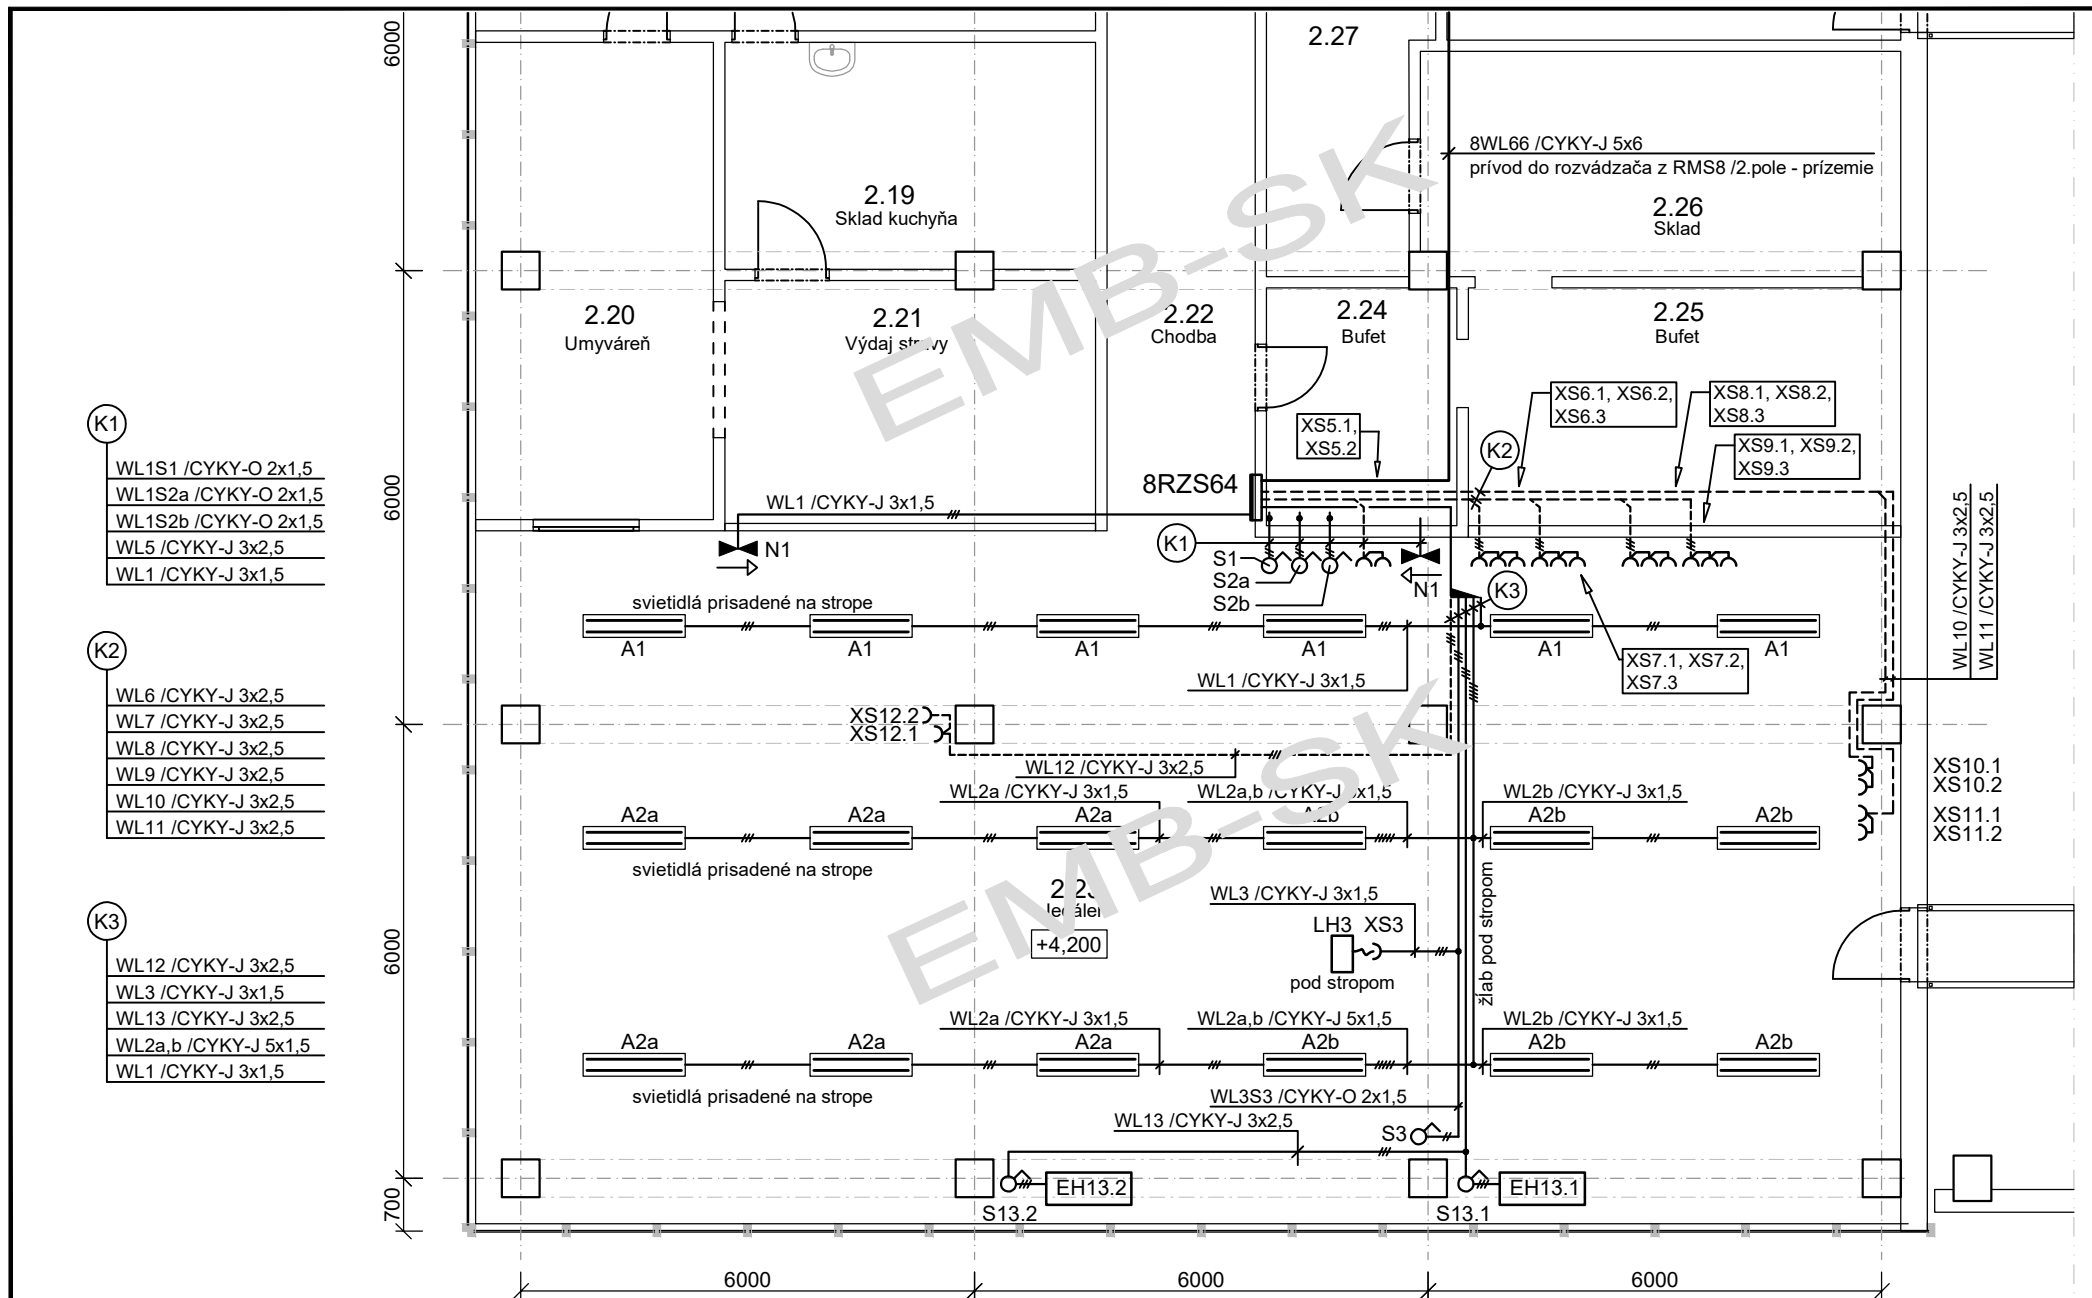 6000
2.27
8WL66 /CYKY-J 5x6
prívod do rozvádzača z RMS8 /2.pole - prízemie
2.19
Sklad kuchyňa
2.26
Sklad
EMB-SK
2.20
Umyváreň
2.21
Výdaj stravy
2.22
Chodba
2.24
Bufet
2.25
Bufet
K1
WL1S1 /CYKY-O 2x1,5
WL1S2a /CYKY-O 2x1,5
WL1S2b /CYKY-O 2x1,5
WL5 /CYKY-J 3x2,5
WL1 /CYKY-J 3x1,5
6000
XS5.1,
XS5.2
XS6.1, XS6.2,
XS6.3
XS8.1, XS8.2,
XS8.3
XS9.1, XS9.2,
XS9.3
K2
8RZS64
WL1 /CYKY-J 3x1,5
N1
K1
S1
S2a
S2b
N1
K3
WL10 /CYKY-J 3x2,5
WL11 /CYKY-J 3x2,5
svietidlá prisadené na strope
A1
A1
A1
A1
A1
A1
XS7.1, XS7.2,
XS7.3
WL1 /CYKY-J 3x1,5
K2
WL6 /CYKY-J 3x2,5
WL7 /CYKY-J 3x2,5
WL8 /CYKY-J 3x2,5
WL9 /CYKY-J 3x2,5
WL10 /CYKY-J 3x2,5
WL11 /CYKY-J 3x2,5
XS12.2
XS12.1
WL12 /CYKY-J 3x2,5
XS10.1
XS10.2
XS11.1
XS11.2
WL2a /CYKY-J 3x1,5
WL2a,b /CYKY-J x1,5
WL2b /CYKY-J 3x1,5
A2a
A2a
A2a
A2b
A2b
A2b
svietidlá prisadené na strope
EMB-SK
K3
WL12 /CYKY-J 3x2,5
WL3 /CYKY-J 3x1,5
WL13 /CYKY-J 3x2,5
WL2a,b /CYKY-J 5x1,5
WL1 /CYKY-J 3x1,5
6000
2.23
Jedáleň
+4,200
WL3 /CYKY-J 3x1,5
LH3 XS3
pod stropom
žlab pod stropom
WL2a /CYKY-J 3x1,5
WL2a,b /CYKY-J 5x1,5
WL2b /CYKY-J 3x1,5
A2a
A2a
A2a
A2b
A2b
A2b
svietidlá prisadené na strope
WL3S3 /CYKY-O 2x1,5
WL13 /CYKY-J 3x2,5
S3
700
EH13.2
S13.2
EH13.1
S13.1
6000
6000
6000